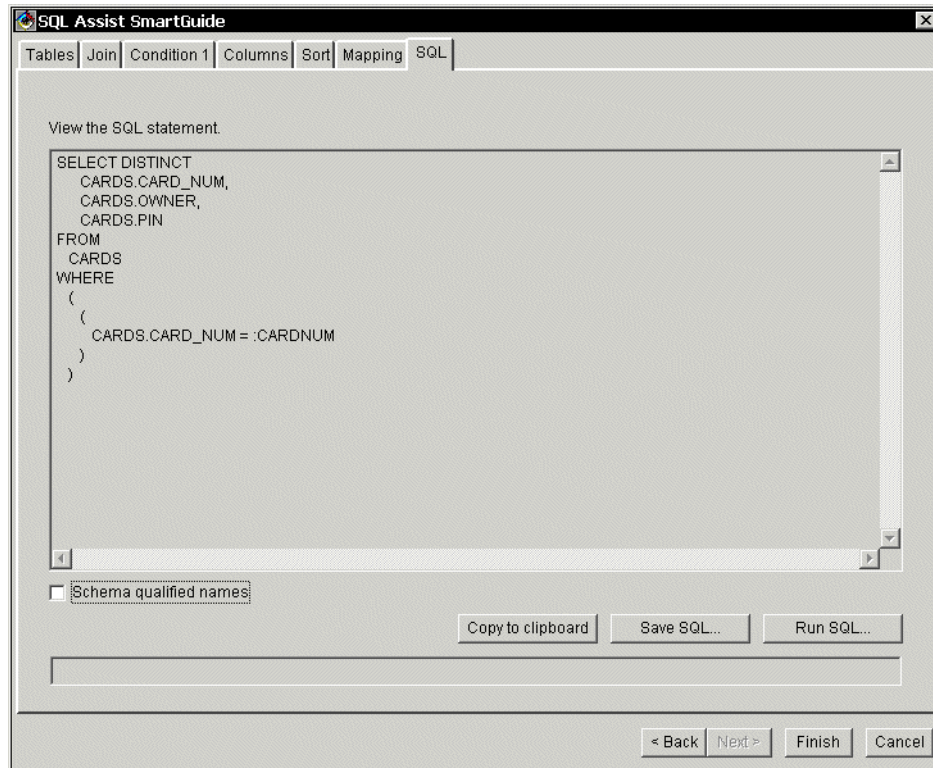 SQL Assist SmartGuide
Tables Join Condition 1 Columns Sort Mapping SQL
View the SQL statement.
SELECT DISTINCT
CARDS.CARD_NUM,
CARDS.OWNER,
CARDS.PIN
FROM
CARDS
WHERE
(
(
CARDS.CARD_NUM = :CARDNUM
)
)
Schema qualified names
Copy to clipboard Save SQL... Run SQL...
< Back Next > Finish Cancel